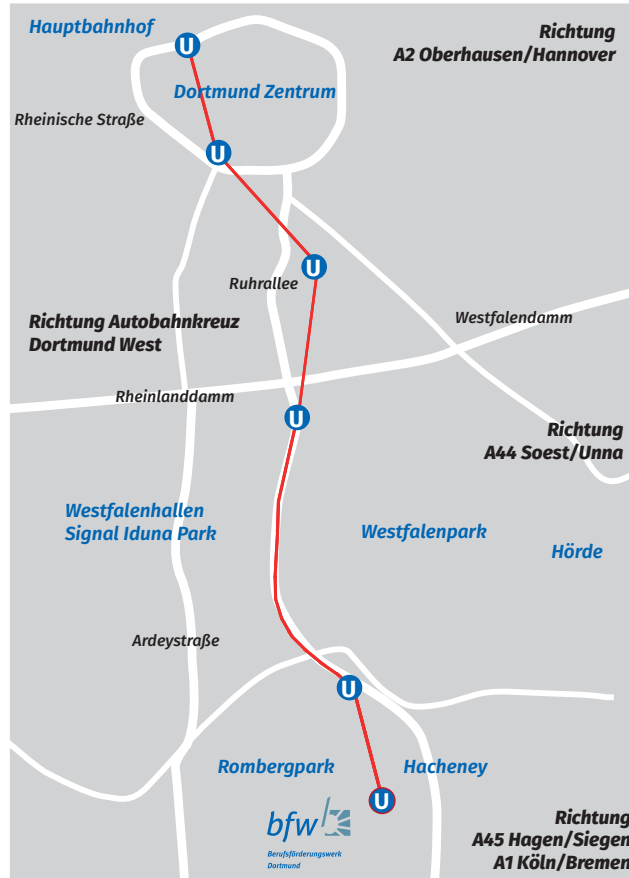 Hauptbahnhof
Richtung
A2 Oberhausen/Hannover
U
Dortmund Zentrum
Rheinische Straße
U
U
Ruhrallee
Richtung Autobahnkreuz
Dortmund West
Westfalendamm
Rheinlanddamm
U
Richtung
A44 Soest/Unna
Westfalenhallen
Signal Iduna Park
Westfalenpark
Hörde
Ardeystraße
U
Rombergpark
Hacheney
U
bfw
Berufsförderungswerk
Dortmund
Richtung
A45 Hagen/Siegen
A1 Köln/Bremen